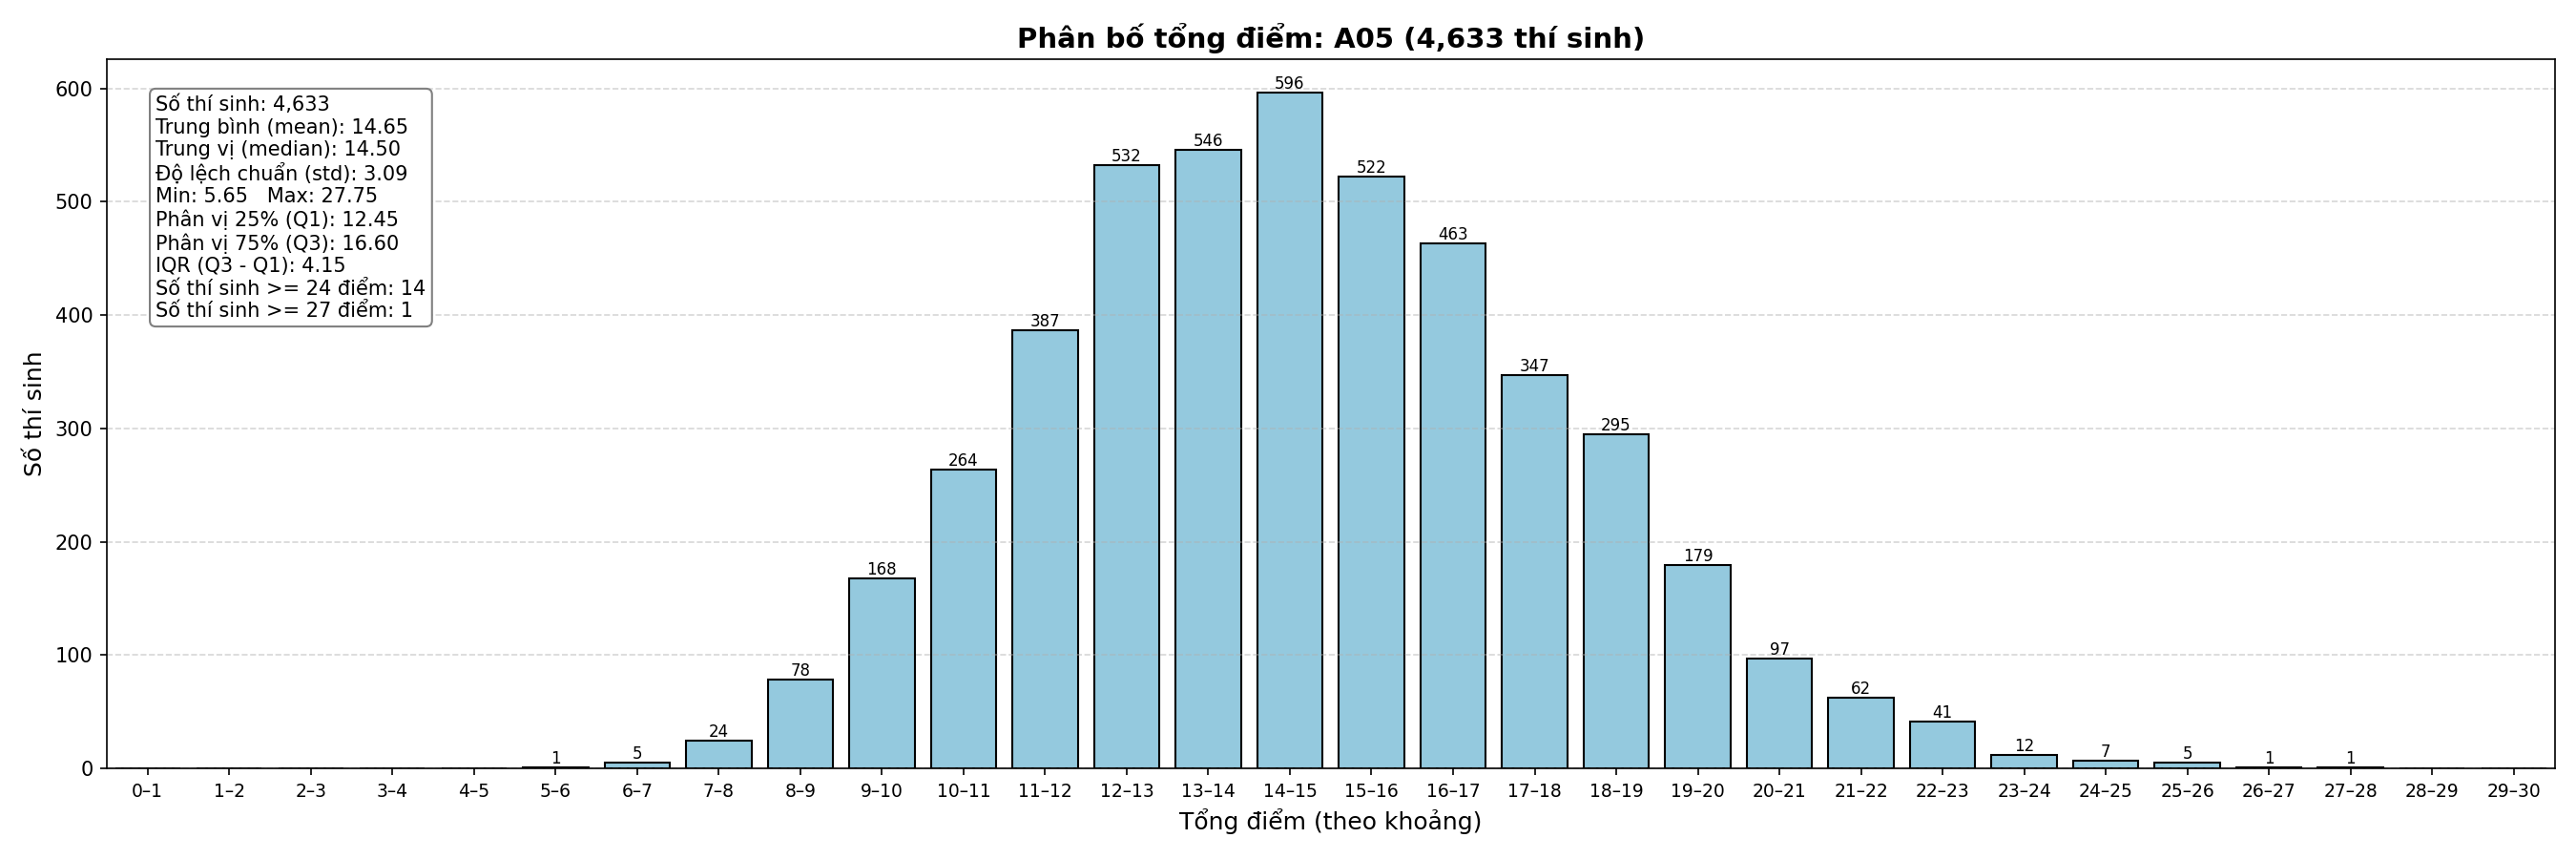 Phân bố tổng điểm: A05 (4,633 thí sinh)
Số thí sinh: 4,633
Trung bình (mean): 14.65
Trung vị (median): 14.50
Độ lệch chuẩn (std): 3.09
Min: 5.65   Max: 27.75
Phân vị 25% (Q1): 12.45
Phân vị 75% (Q3): 16.60
IQR (Q3 - Q1): 4.15
Số thí sinh >= 24 điểm: 14
Số thí sinh >= 27 điểm: 1
Số thí sinh
600
500
400
300
200
100
0
1
5
24
78
168
264
387
532
546
596
522
463
347
295
179
97
62
41
12
7
5
1
1
0–1 1–2 2–3 3–4 4–5 5–6 6–7 7–8 8–9 9–10 10–11 11–12 12–13 13–14 14–15 15–16 16–17 17–18 18–19 19–20 20–21 21–22 22–23 23–24 24–25 25–26 26–27 27–28 28–29 29–30
Tổng điểm (theo khoảng)